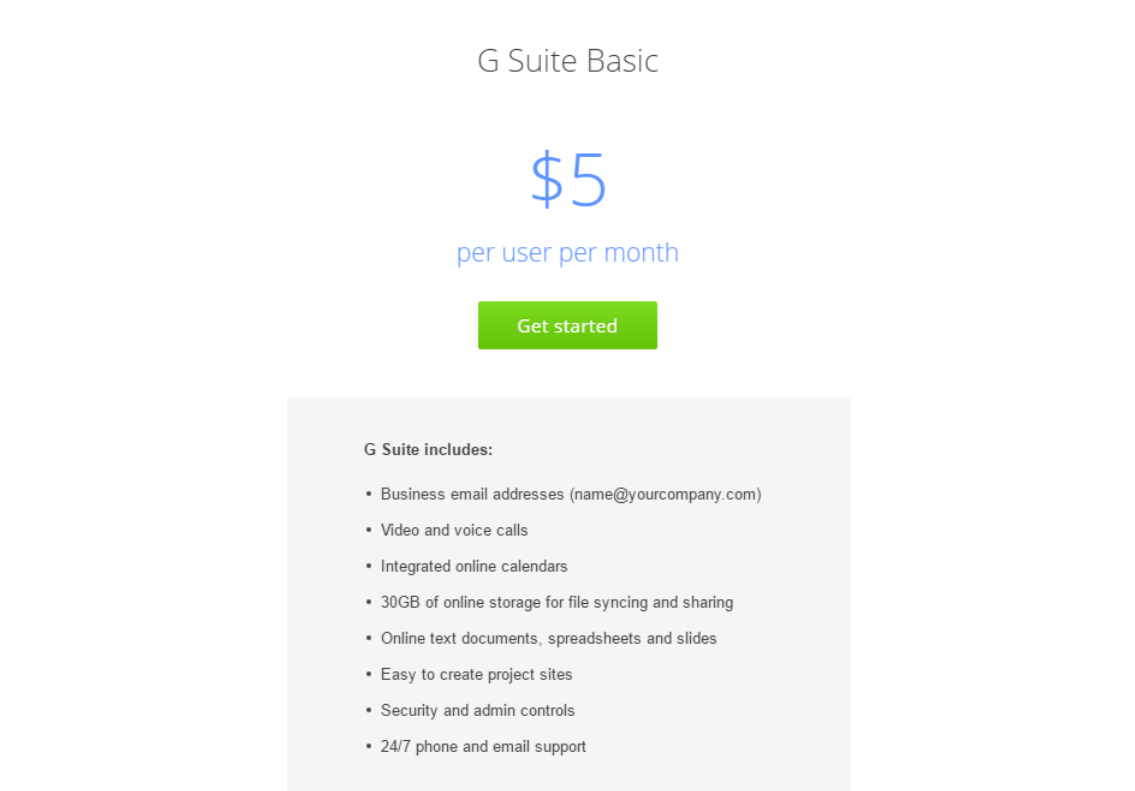 G Suite Basic
$5
per user per month
Get started
G Suite includes:
• Business email addresses (name@yourcompany.com)
• Video and voice calls
• Integrated online calendars
• 30GB of online storage for file syncing and sharing
• Online text documents, spreadsheets and slides
• Easy to create project sites
• Security and admin controls
• 24/7 phone and email support